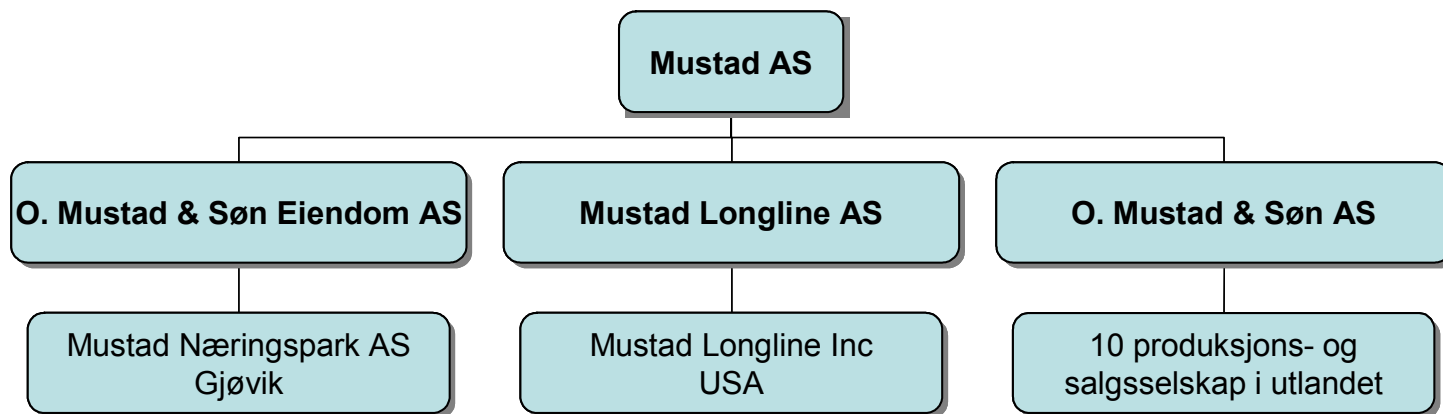 Mustad AS
O. Mustad & Søn Eiendom AS
Mustad Longline AS
O. Mustad & Søn AS
Mustad Næringspark AS
Gjøvik
Mustad Longline Inc
USA
10 produksjons- og
salgsselskap i utlandet